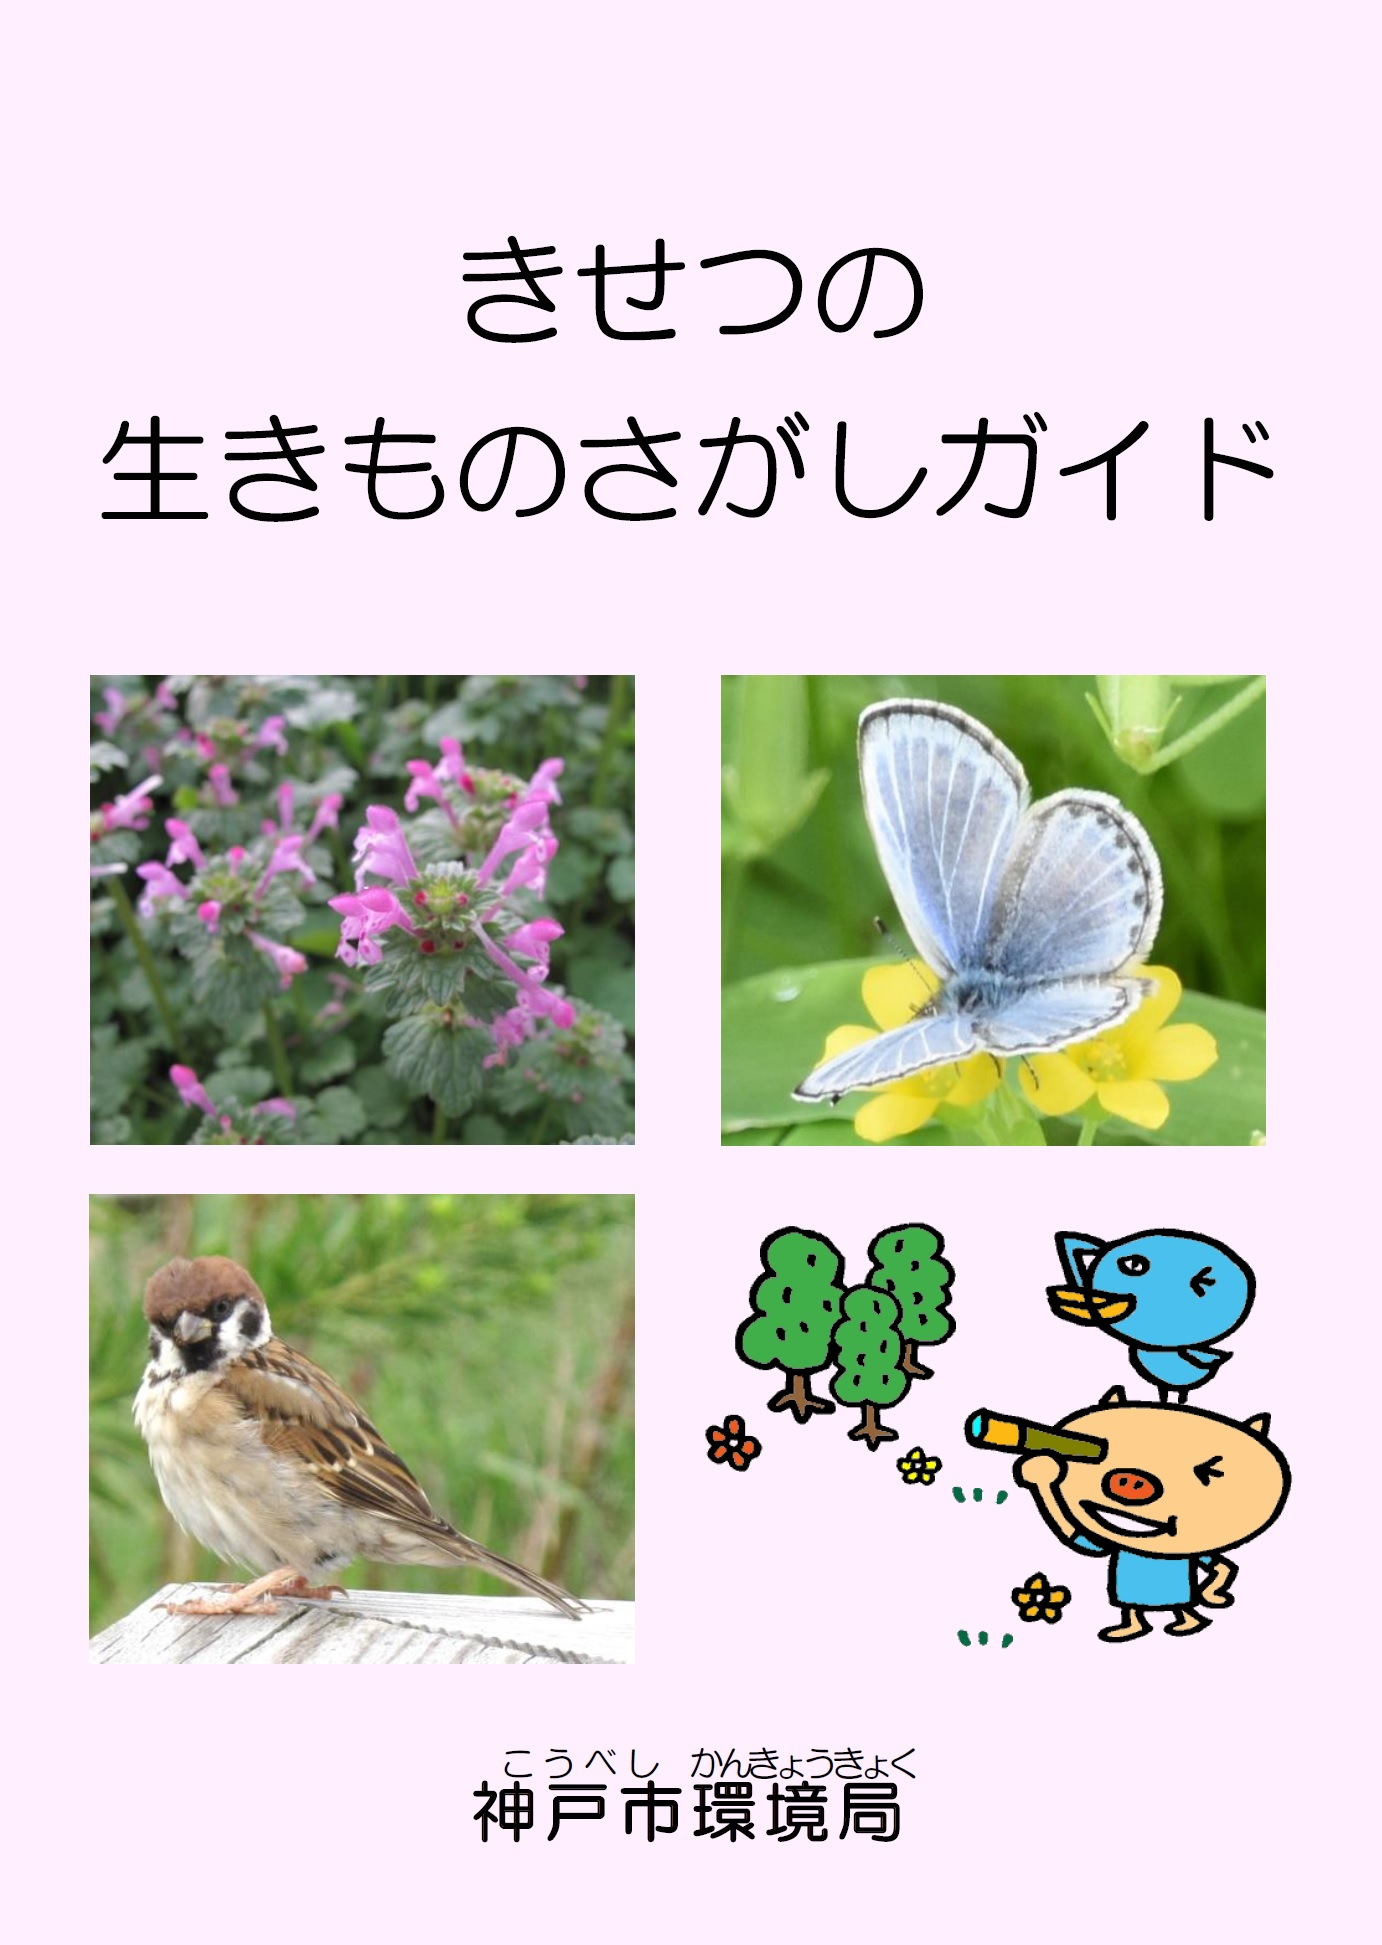 きせつの
生きものさがしガイド
こうべし かんきょうきょく
神戸市環境局